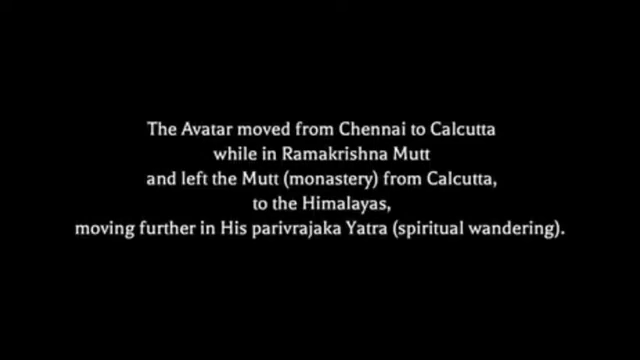 The Avatar moved from Chennai to Calcutta
while in Ramakrishna Mutt
and left the Mutt (monastery) from Calcutta,
to the Himalayas,
moving further in His parivrajaka Yatra (spiritual wandering).